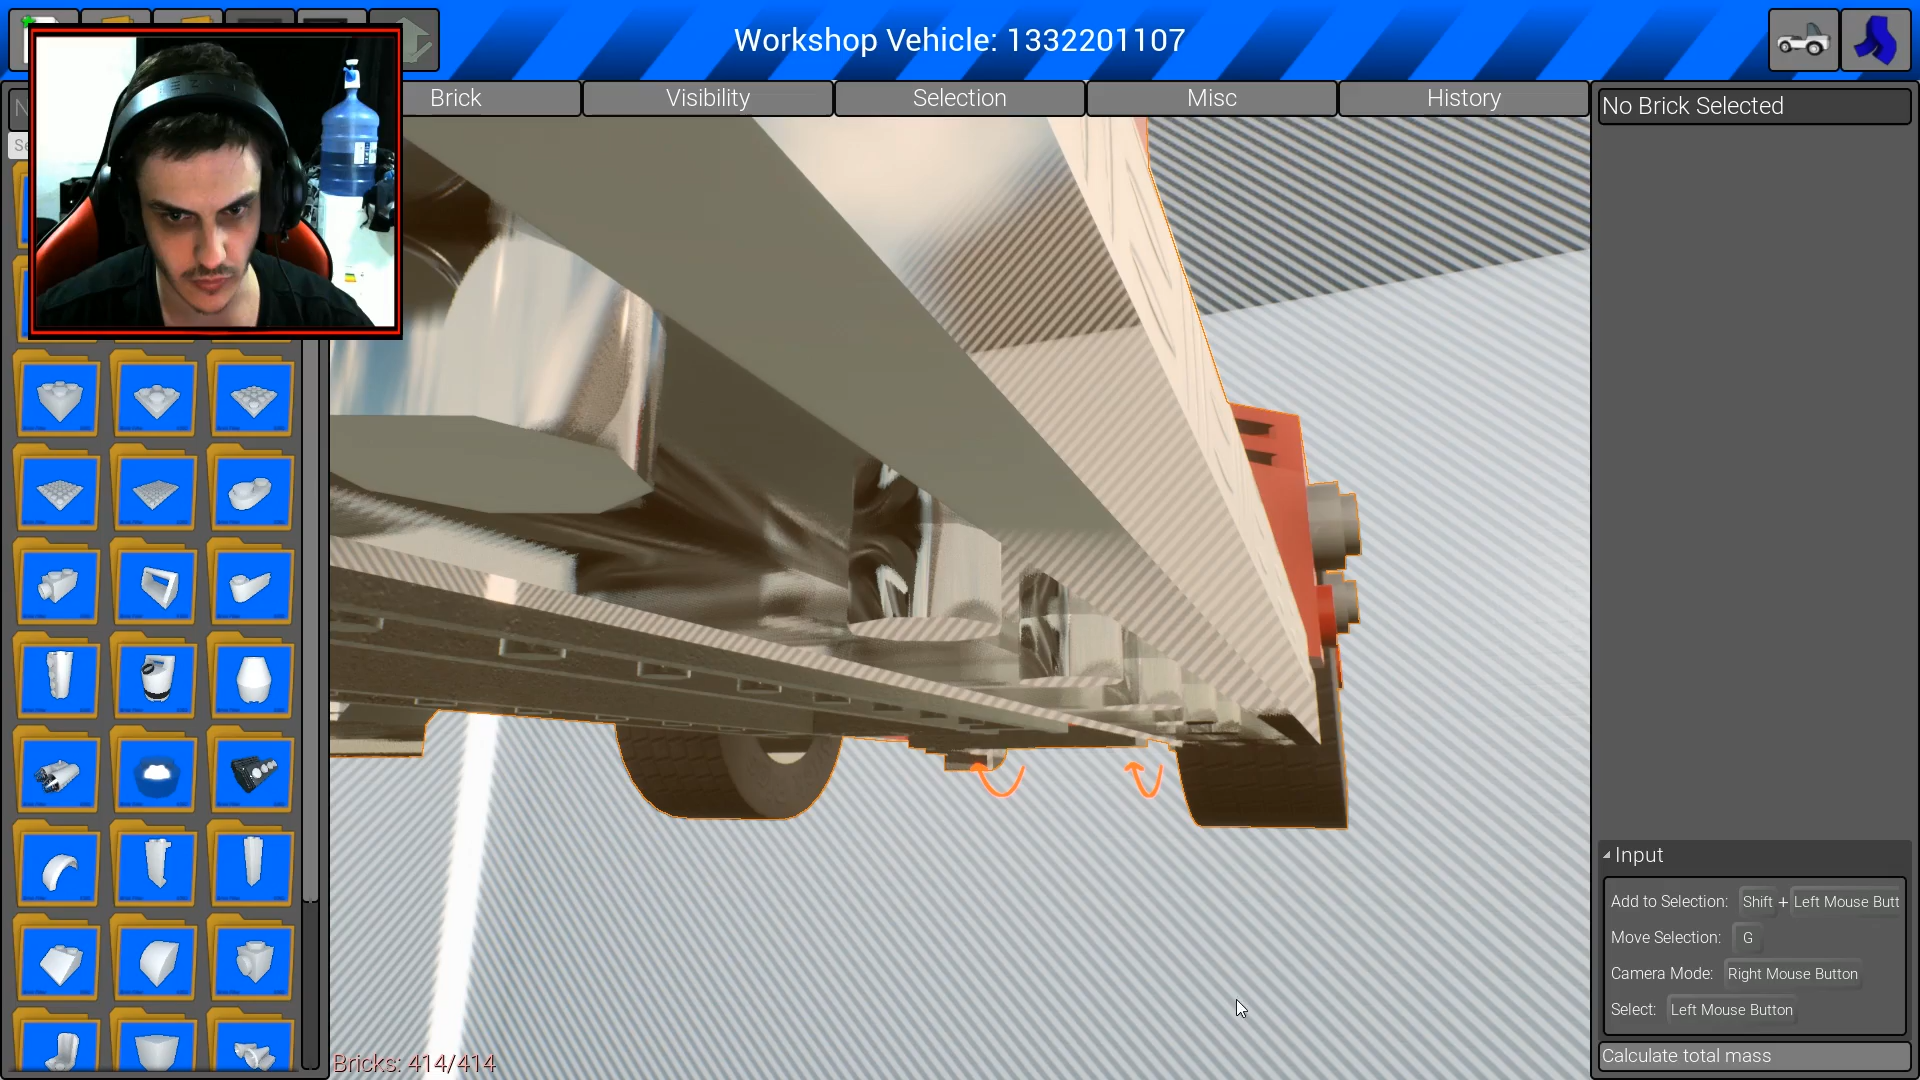 Workshop Vehicle: 1332201107
Brick
Visibility
Selection
Misc
History
No Brick Selected
Input
Add to Selection: Shift + Left Mouse Butt
Move Selection: G
Camera Mode: Right Mouse Button
Select: Left Mouse Button
Calculate total mass
Bricks: 414/414